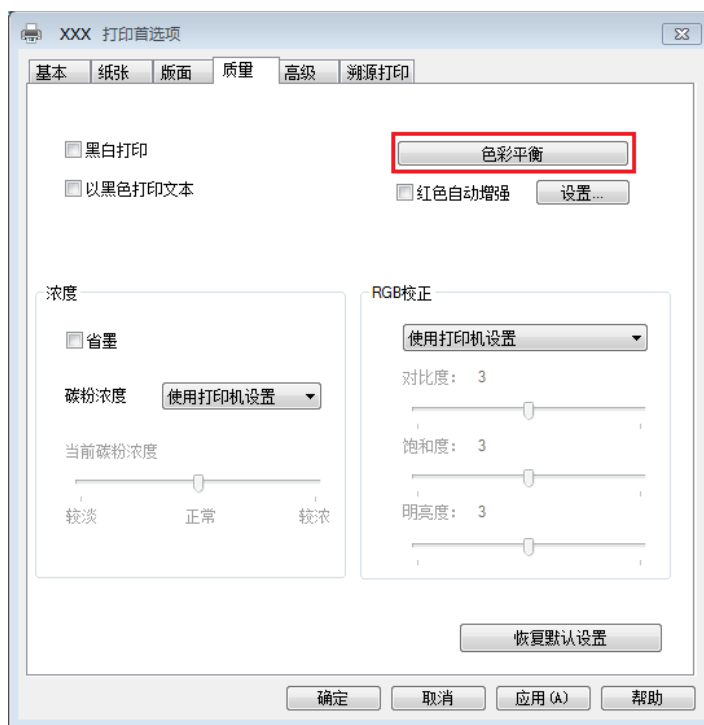 XXX 打印首选项
基本 纸张 版面 质量 高级 溯源打印
黑白打印 色彩平衡
以黑色打印文本 红色自动增强 设置...
浓度
省墨
碳粉浓度 使用打印机设置
当前碳粉浓度
较淡 正常 较浓
RGB校正
使用打印机设置
对比度： 3
饱和度： 3
明亮度： 3
恢复默认设置
确定 取消 应用(A) 帮助